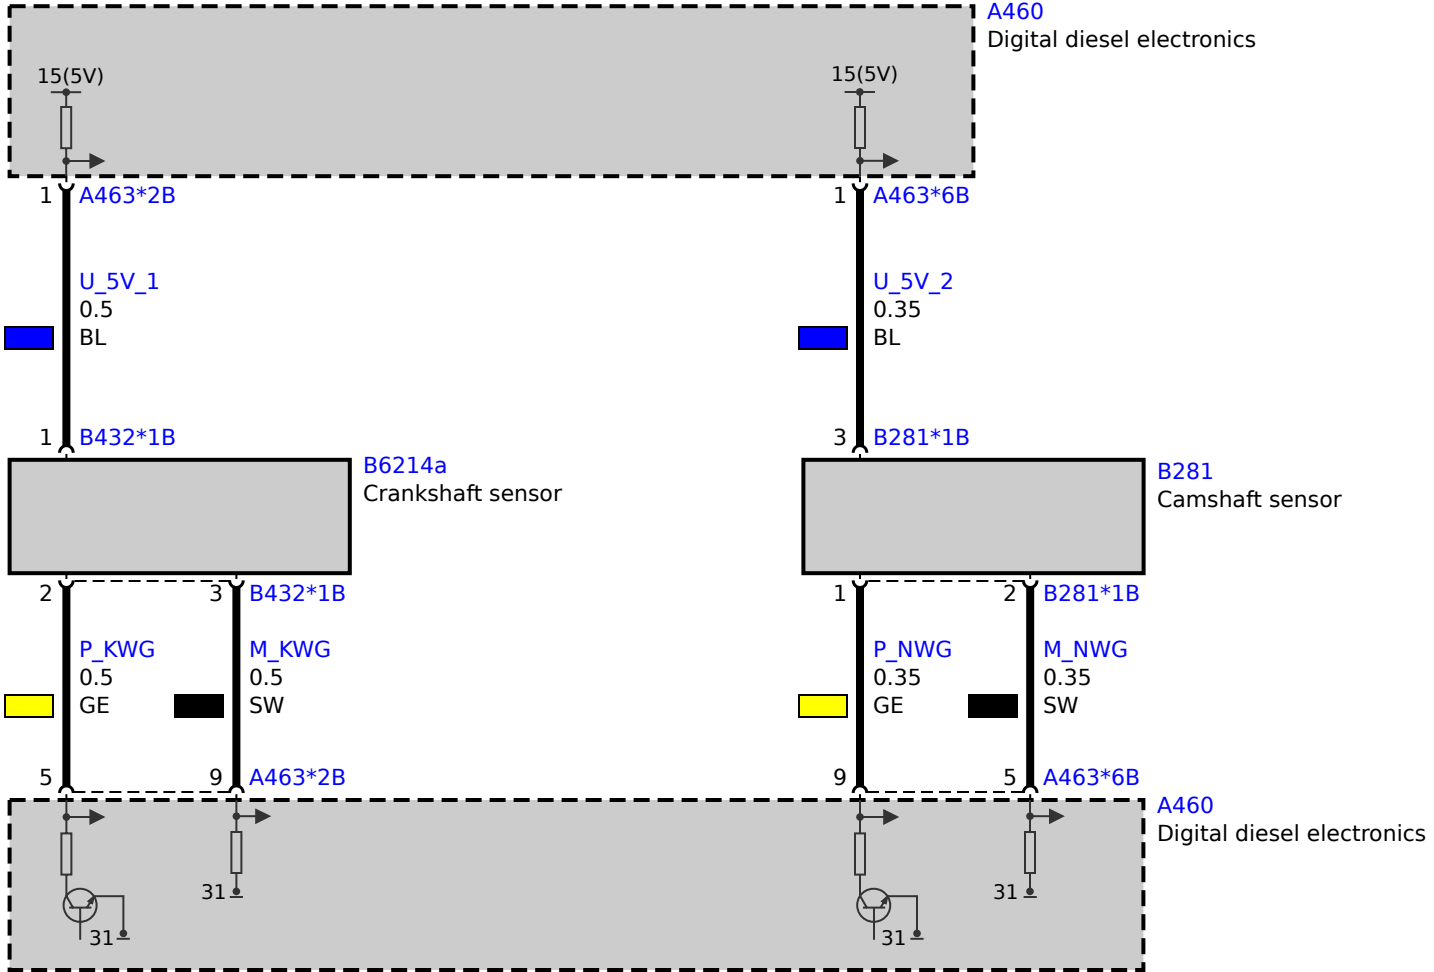 A460
Digital diesel electronics
15(5V)
15(5V)
1 A463*2B
1 A463*6B
U_5V_1
0.5
BL
U_5V_2
0.35
BL
1 B432*1B
3 B281*1B
B6214a
Crankshaft sensor
B281
Camshaft sensor
2
3 B432*1B
1
2 B281*1B
P_KWG
0.5
GE
M_KWG
0.5
SW
P_NWG
0.35
GE
M_NWG
0.35
SW
5
9 A463*2B
9
5 A463*6B
A460
Digital diesel electronics
31
31
31
31